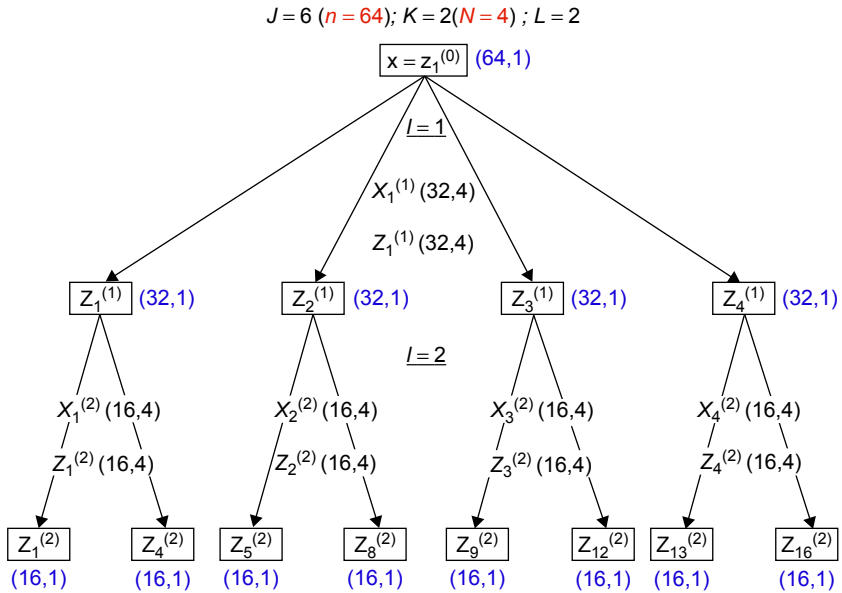 J = 6 (n = 64); K = 2(N = 4) ; L = 2
x = z₁⁽⁰⁾ (64,1)
l = 1
X₁⁽¹⁾ (32,4)
Z₁⁽¹⁾ (32,4)
Z₁⁽¹⁾ (32,1) Z₂⁽¹⁾ (32,1) Z₃⁽¹⁾ (32,1) Z₄⁽¹⁾ (32,1)
l = 2
X₁⁽²⁾ (16,4) X₂⁽²⁾ (16,4) X₃⁽²⁾ (16,4) X₄⁽²⁾ (16,4)
Z₁⁽²⁾ (16,4) Z₂⁽²⁾ (16,4) Z₃⁽²⁾ (16,4) Z₄⁽²⁾ (16,4)
Z₁⁽²⁾ Z₄⁽²⁾ Z₅⁽²⁾ Z₈⁽²⁾ Z₉⁽²⁾ Z₁₂⁽²⁾ Z₁₃⁽²⁾ Z₁₆⁽²⁾
(16,1) (16,1) (16,1) (16,1) (16,1) (16,1) (16,1) (16,1)